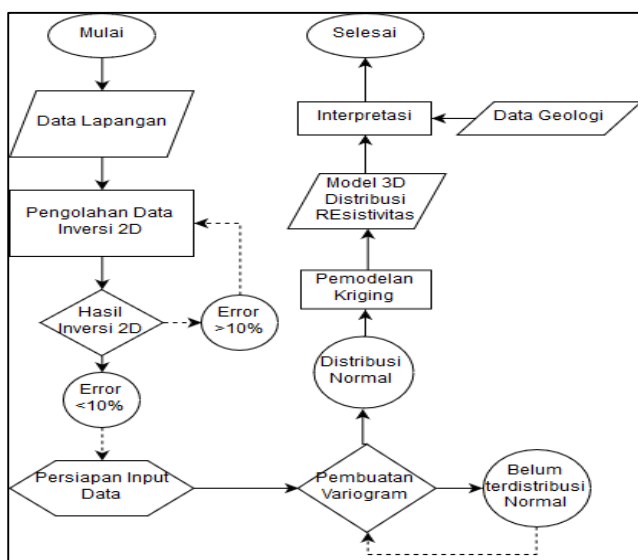 Mulai
Data Lapangan
Pengolahan Data
Inversi 2D
Hasil
Inversi 2D
Error
>10%
Error
<10%
Persiapan Input
Data
Pembuatan
Variogram
Belum
terdistribusi
Normal
Distribusi
Normal
Pemodelan
Kriging
Model 3D
Distribusi
REsistivitas
Interpretasi
Data Geologi
Selesai